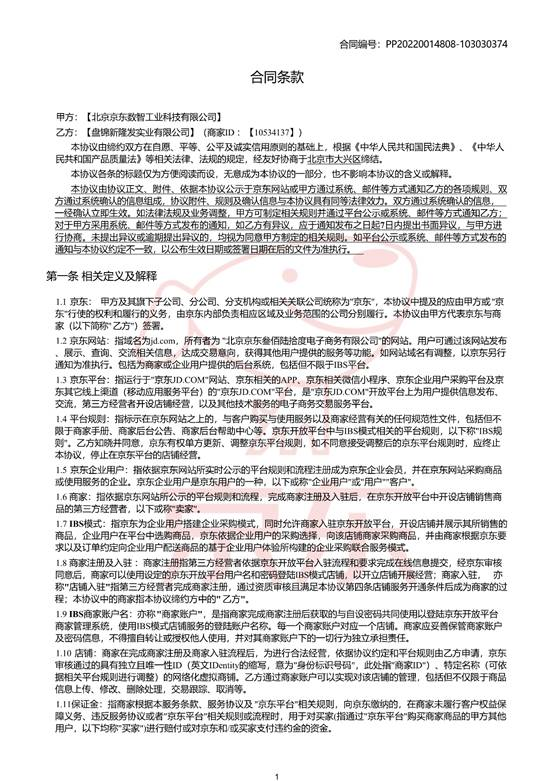 合同编号：PP20220014808-103030374
合同条款
甲方：【北京京东数智工业科技有限公司】
乙方：【盘锦新隆发实业有限公司】（商家ID：【10534137】）
本协议由缔约双方在自愿、平等、公平及诚实信用原则的基础上，根据《中华人民共和国民法典》、《中华人
民共和国产品质量法》等相关法律、法规的规定，经友好协商于北京市大兴区缔结。
本协议各条的标题仅为方便阅读而设，无意成为本协议的一部分，也不影响本协议的含义或解释。
本协议由协议正文、附件、依据本协议公示于京东网站或甲方通过系统、邮件等方式通知乙方的各项规则、双
方通过系统确认的信息组成，协议附件、规则及确认信息与本协议具有同等法律效力。双方通过系统确认的信息，
一经确认立即生效。如法律法规及业务调整，甲方可制定相关规则并通过平台公示或系统、邮件等方式通知乙方；
对于甲方采用系统、邮件等方式发布的通知，如乙方有异议，应于通知发布之日起7日内提出书面异议，与甲方进
行协商。未提出异议或逾期提出异议的，均视为同意甲方制定的相关规则。如平台公示或系统、邮件等方式发布的
通知与本协议约定不一致，以公布生效日期或签署日期在后的文件为准执行。
第一条 相关定义及解释
1.1 京东： 甲方及其旗下子公司、分公司、分支机构或相关关联公司统称为"京东"，本协议中提及的应由甲方或"京
东"行使的权利和履行的义务，由京东内部负责相应区域及业务范围的公司分别履行。本协议由甲方代表京东与商
家（以下简称"乙方"）签署。
1.2 京东网站：指域名为jd.com，所有者为 "北京京东叁佰陆拾度电子商务有限公司"的网站。用户可通过该网站发布
、展示、查询、交流相关信息，达成交易意向，获得其他用户提供的服务等功能。如网站域名有调整，以京东另行
通知为准执行。包括为商家或企业用户提供的后台系统，包括但不限于IBS平台。
1.3 京东平台：指运行于"京东JD.COM"网站、京东相关的APP、京东相关微信小程序、京东企业用户采购平台及京
东其它线上渠道（移动应用服务平台）的"京东JD.COM"平台，是"京东JD.COM"开放平台上为用户提供信息发布、
交流，第三方经营者开设店铺经营，以及其他技术服务的电子商务交易服务平台。
1.4 平台规则：指标示在京东网站之上的，与客户购买与使用服务以及商家经营有关的任何规范性文件，包括但不
限于商家手册、商家后台公告、商家后台帮助中心等。京东开放平台中与IBS模式相关的平台规则，以下称"IBS规
则"。乙方知晓并同意，京东有权单方更新、调整京东平台规则，如不同意接受调整后的京东平台规则时，应终止
本协议，停止在京东平台的店铺经营。
1.5 京东企业用户：指依据京东网站所实时公示的平台规则和流程注册成为京东企业会员，并在京东网站采购商品
或使用服务的企业。京东企业用户是京东用户的一种，以下或称"企业用户"或"用户""客户"。
1.6 商家：指依据京东网站所公示的平台规则和流程，完成商家注册及入驻后，在京东开放平台中开设店铺销售商
品的第三方经营者，以下或称"卖家"。
1.7 IBS模式：指京东为企业用户搭建企业采购模式，同时允许商家入驻京东开放平台，开设店铺并展示其所销售的
商品，企业用户在平台中选购商品，京东依据企业用户的采购选择，向该店铺商家采购商品，并由商家根据京东要
求以及订单约定向企业用户配送商品的基于企业用户体验所构建的企业采购联合服务模式。
1.8 商家注册及入驻 ：商家注册指第三方经营者依据京东开放平台入驻流程和要求完成在线信息提交，经京东审核
同意后，商家可以使用设定的京东开放平台用户名和密码登陆IBS模式店铺，以开立店铺开展经营；商家入驻， 亦
称"店铺入驻"指第三方经营者完成商家注册，通过资质审核且满足本协议第四条店铺服务开通条件后成为商家的过
程；本协议中的商家指本协议缔约方中的" 乙方"。
1.9 IBS商家账户名：亦称"商家账户"，是指商家完成商家注册后获取的与自设密码共同使用以登陆京东开放平台
商家管理系统，使用IBS模式店铺服务的登陆账户名称。每一个商家账户对应一个店铺。商家应妥善保管商家账户
及密码信息，不得擅自转让或授权他人使用，并对其商家账户下的一切行为独立承担责任。
1.10 店铺：商家在完成商家注册及商家入驻流程后，为进行合法经营，依据协议约定和平台规则由乙方申请，京东
审核通过的具有独立且唯一性ID（英文IDentity的缩写，意为"身份标识号码"，此处指"商家ID"）、特定名称（可依
据相关平台规则进行调整）的网络化虚拟商铺。乙方通过商家账户可以实现对该店铺的管理，包括但不仅限于商品
信息上传、修改、删除处理，交易跟踪、取消等。
1.11保证金：指商家根据本服务条款、服务协议及 "京东平台"相关规则，向京东缴纳的，在商家未履行客户权益保
障义务、违反服务协议或者"京东平台"相关规则或流程时，用于对买家(指通过"京东平台"购买商家商品的甲方其他
用户，以下均称"买家")进行赔付或对京东和/或买家支付违约金的资金。
1